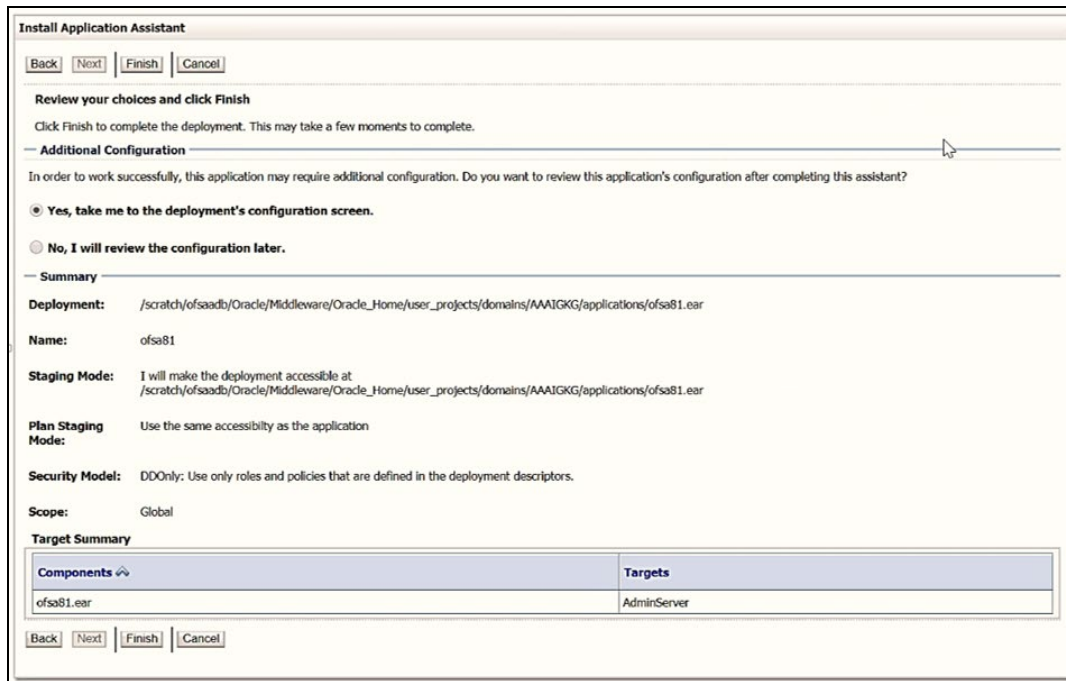 Install Application Assistant
Back Next Finish Cancel
Review your choices and click Finish
Click Finish to complete the deployment. This may take a few moments to complete.
Additional Configuration
In order to work successfully, this application may require additional configuration. Do you want to review this application's configuration after completing this assistant?
Yes, take me to the deployment's configuration screen.
No, I will review the configuration later.
Summary
Deployment: /scratch/ofsaadb/Oracle/Middleware/Oracle_Home/user_projects/domains/AAAIGKG/applications/ofsa81.ear
Name: ofsa81
Staging Mode: I will make the deployment accessible at
/scratch/ofsaadb/Oracle/Middleware/Oracle_Home/user_projects/domains/AAAIGKG/applications/ofsa81.ear
Plan Staging Use the same accessibilty as the application
Mode:
Security Model: DDOnly: Use only roles and policies that are defined in the deployment descriptors.
Scope: Global
Target Summary
Components Targets
ofsa81.ear AdminServer
Back Next Finish Cancel